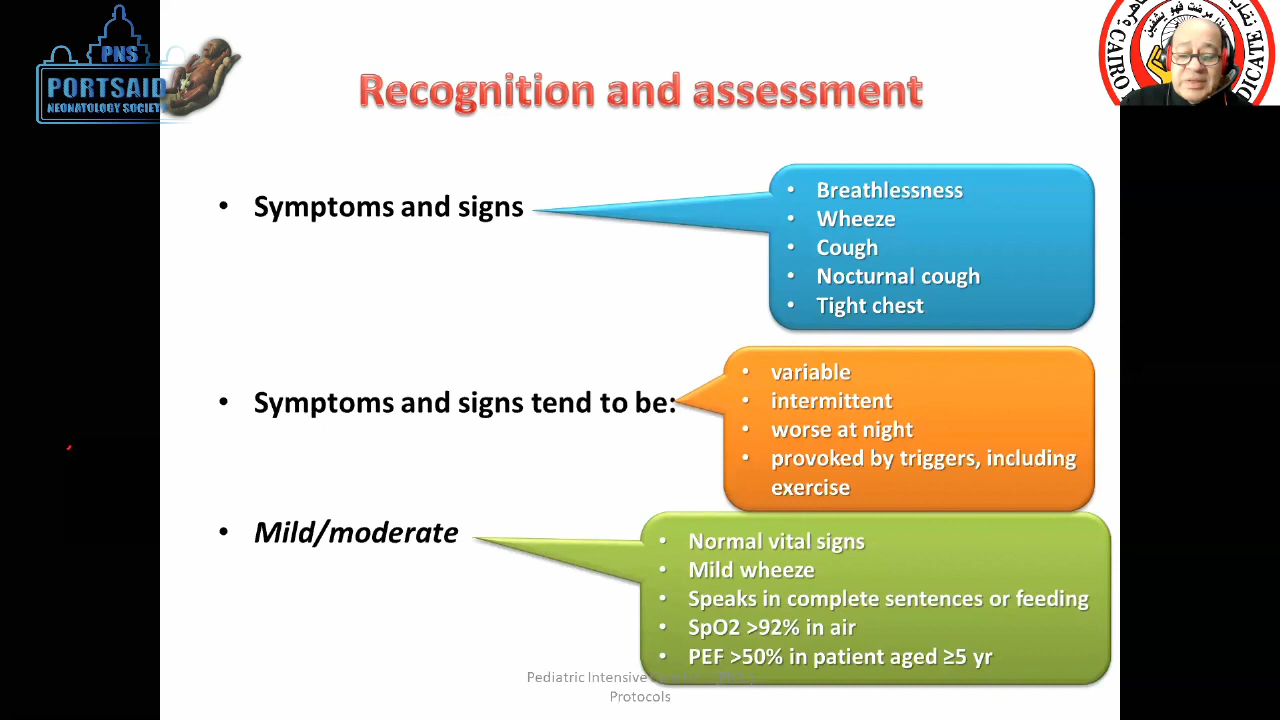 PNS
PORTSAID
NEONATOLOGY SOCIETY
Recognition and assessment
• Symptoms and signs
• Breathlessness
• Wheeze
• Cough
• Nocturnal cough
• Tight chest
• Symptoms and signs tend to be:
• variable
• intermittent
• worse at night
• provoked by triggers, including
exercise
• Mild/moderate
• Normal vital signs
• Mild wheeze
• Speaks in complete sentences or feeding
• SpO2 >92% in air
• PEF >50% in patient aged ≥5 yr
Pediatric Intensive
Protocols
CAIRO